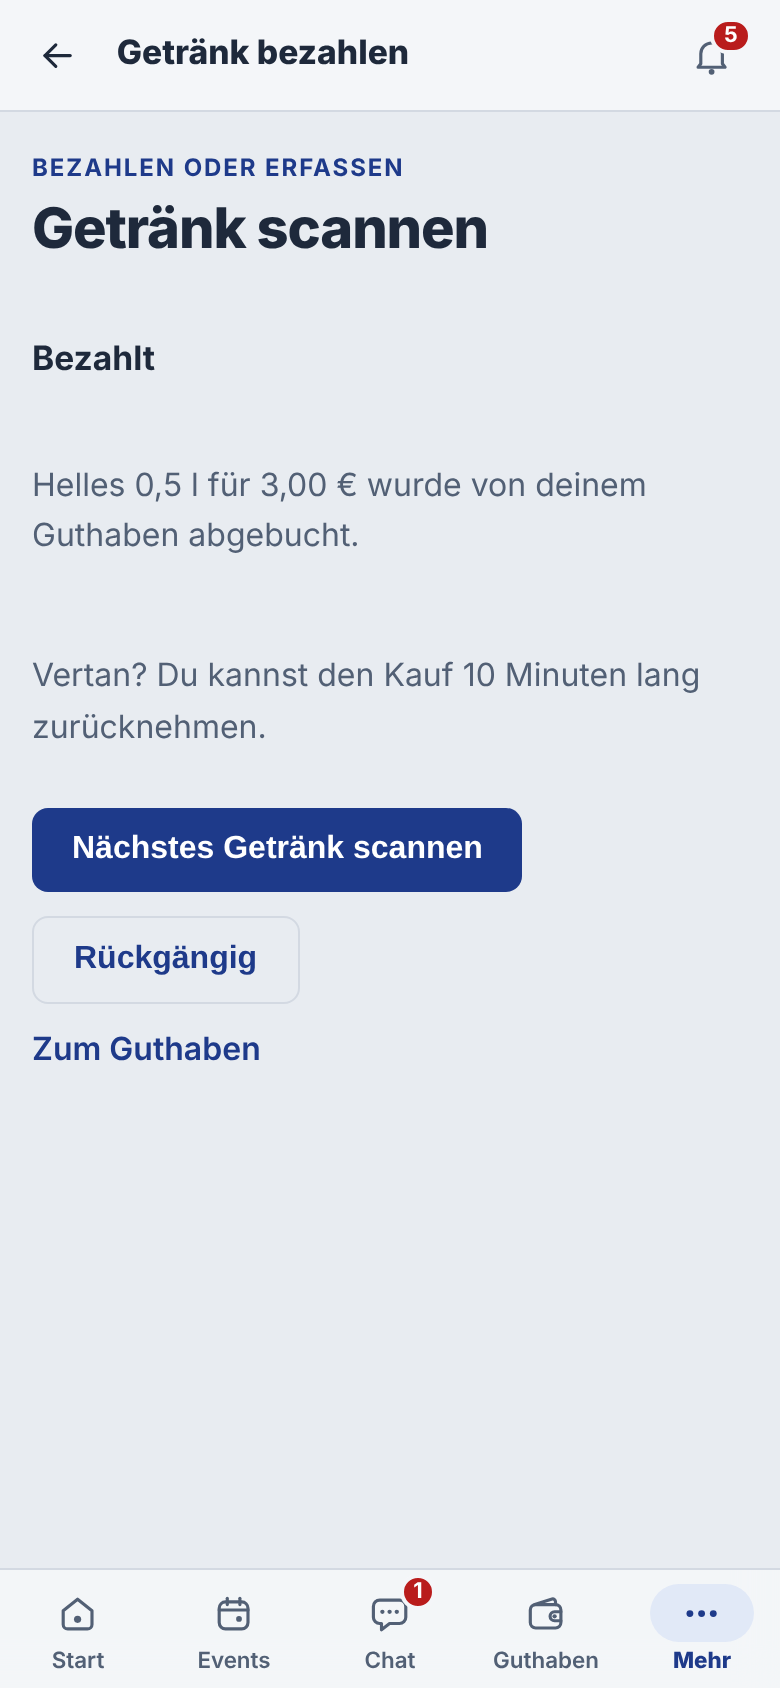 Getränk bezahlen
5
BEZAHLEN ODER ERFASSEN
Getränk scannen
Bezahlt
Helles 0,5 l für 3,00 € wurde von deinem
Guthaben abgebucht.
Vertan? Du kannst den Kauf 10 Minuten lang
zurücknehmen.
Nächstes Getränk scannen
Rückgängig
Zum Guthaben
1
Start
Events
Chat
Guthaben
Mehr